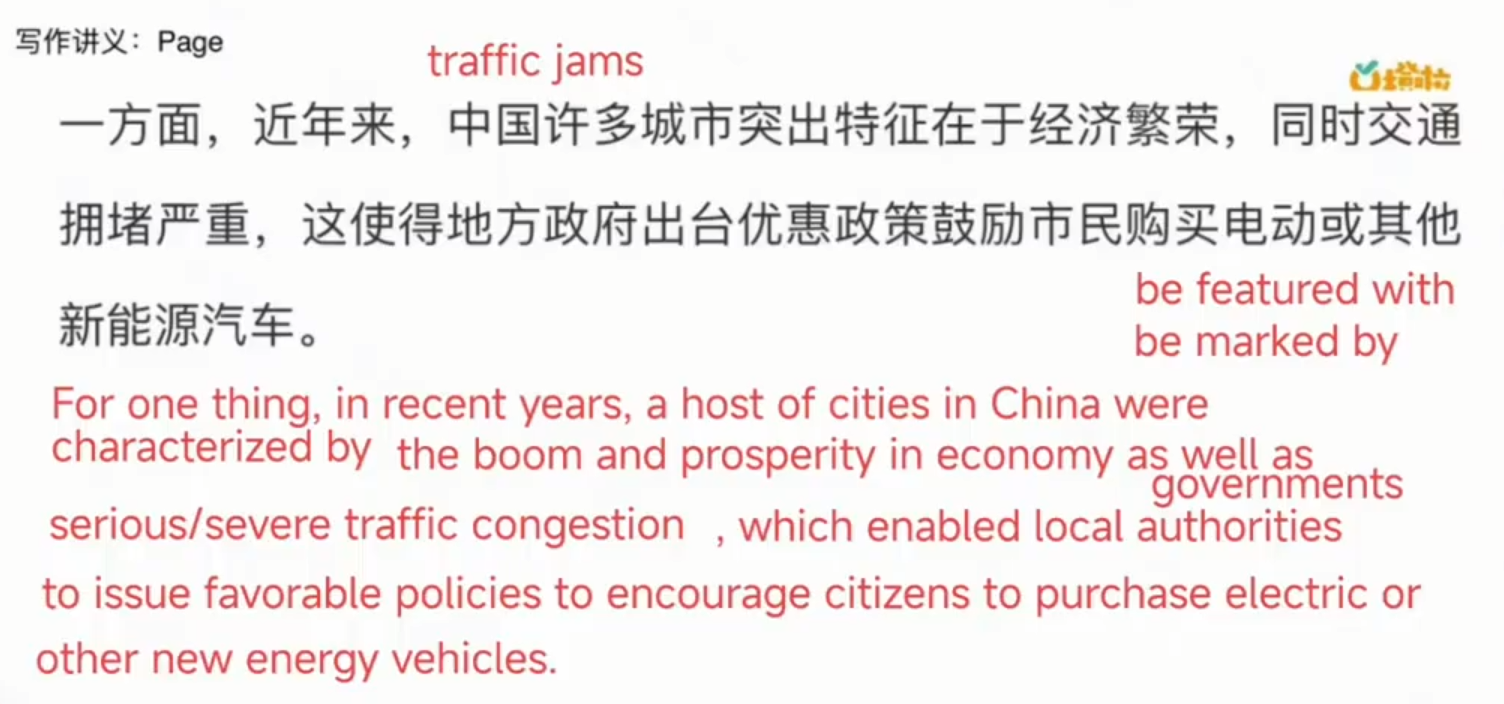 写作讲义：Page
traffic jams
一方面，近年来，中国许多城市突出特征在于经济繁荣，同时交通
拥堵严重，这使得地方政府出台优惠政策鼓励市民购买电动或其他
新能源汽车。
be featured with
be marked by
For one thing, in recent years, a host of cities in China were
characterized by the boom and prosperity in economy as well as
governments
serious/severe traffic congestion , which enabled local authorities
to issue favorable policies to encourage citizens to purchase electric or
other new energy vehicles.